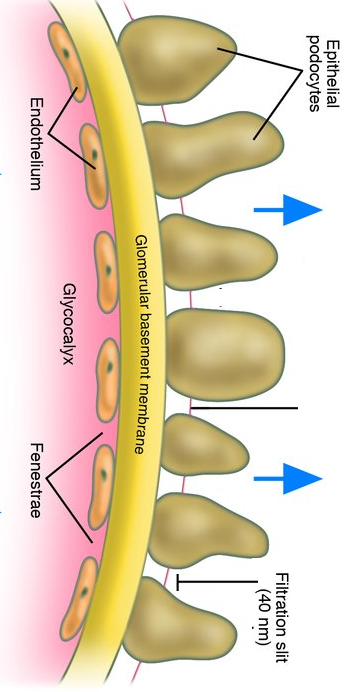 Epithelial
podocytes
Endothelium
Glomerular basement membrane
Glycocalyx
Fenestrae
Filtration slit
(40 nm)